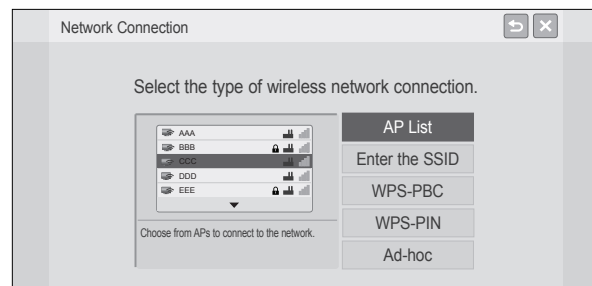 Network Connection
Select the type of wireless network connection.
AAA
BBB
CCC
DDD
EEE
Choose from APs to connect to the network.
AP List
Enter the SSID
WPS-PBC
WPS-PIN
Ad-hoc